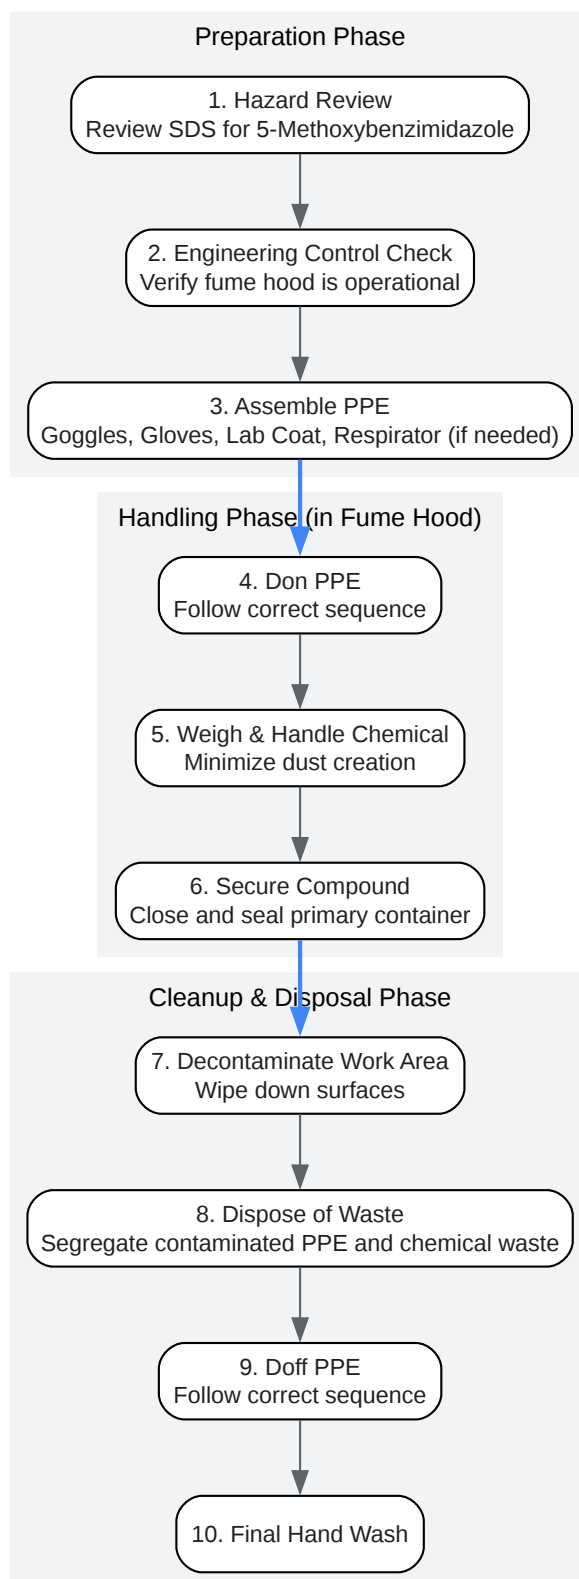 Preparation Phase
1. Hazard Review
Review SDS for 5-Methoxybenzimidazole
2. Engineering Control Check
Verify fume hood is operational
3. Assemble PPE
Goggles, Gloves, Lab Coat, Respirator (if needed)
Handling Phase (in Fume Hood)
4. Don PPE
Follow correct sequence
5. Weigh & Handle Chemical
Minimize dust creation
6. Secure Compound
Close and seal primary container
Cleanup & Disposal Phase
7. Decontaminate Work Area
Wipe down surfaces
8. Dispose of Waste
Segregate contaminated PPE and chemical waste
9. Doff PPE
Follow correct sequence
10. Final Hand Wash